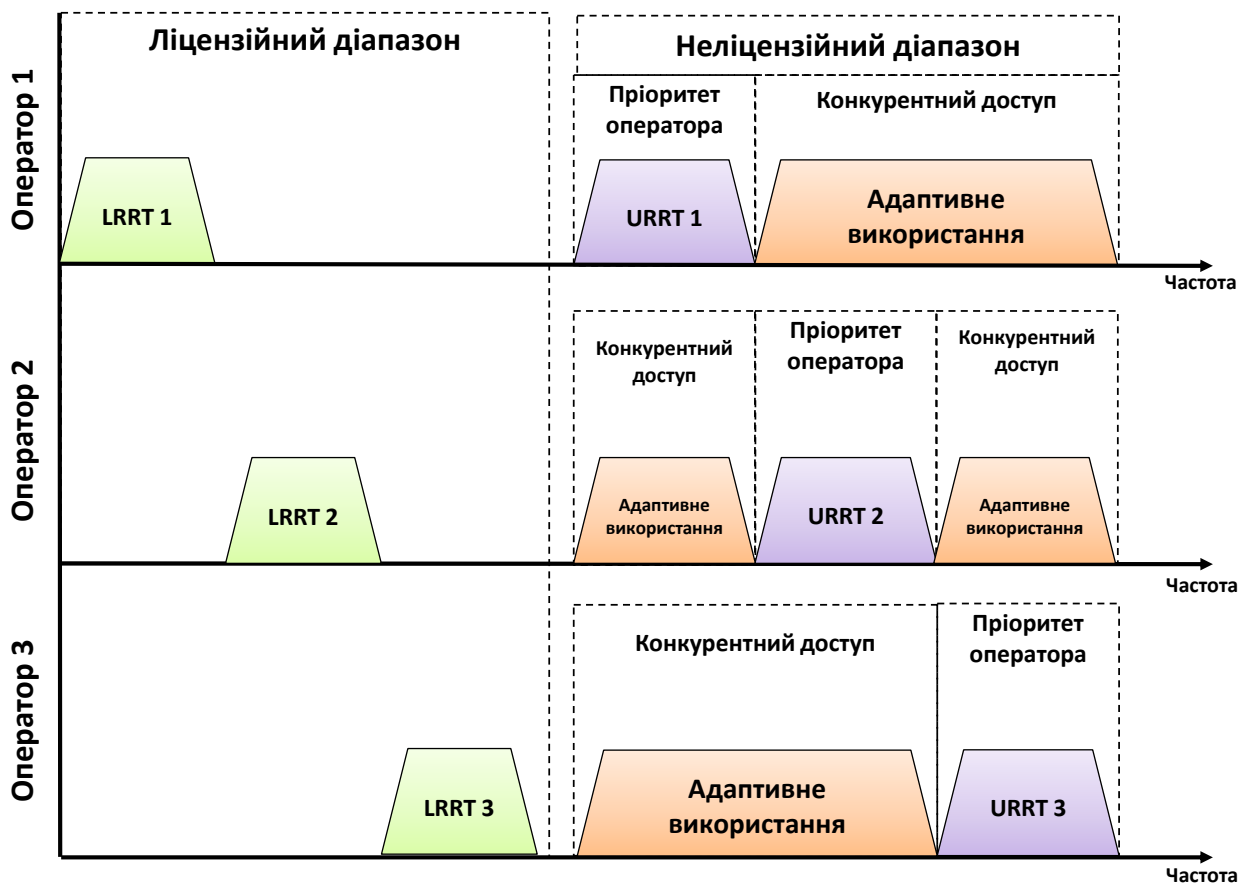 Ліцензійний діапазон
Неліцензійний діапазон
Оператор 1
Пріоритет
оператора
Конкурентний доступ
LRRT 1
URRT 1
Адаптивне
використання
Частота
Оператор 2
Конкурентний
доступ
Пріоритет
оператора
Конкурентний
доступ
LRRT 2
Адаптивне
використання
URRT 2
Адаптивне
використання
Частота
Оператор 3
Конкурентний доступ
Пріоритет
оператора
LRRT 3
Адаптивне
використання
URRT 3
Частота